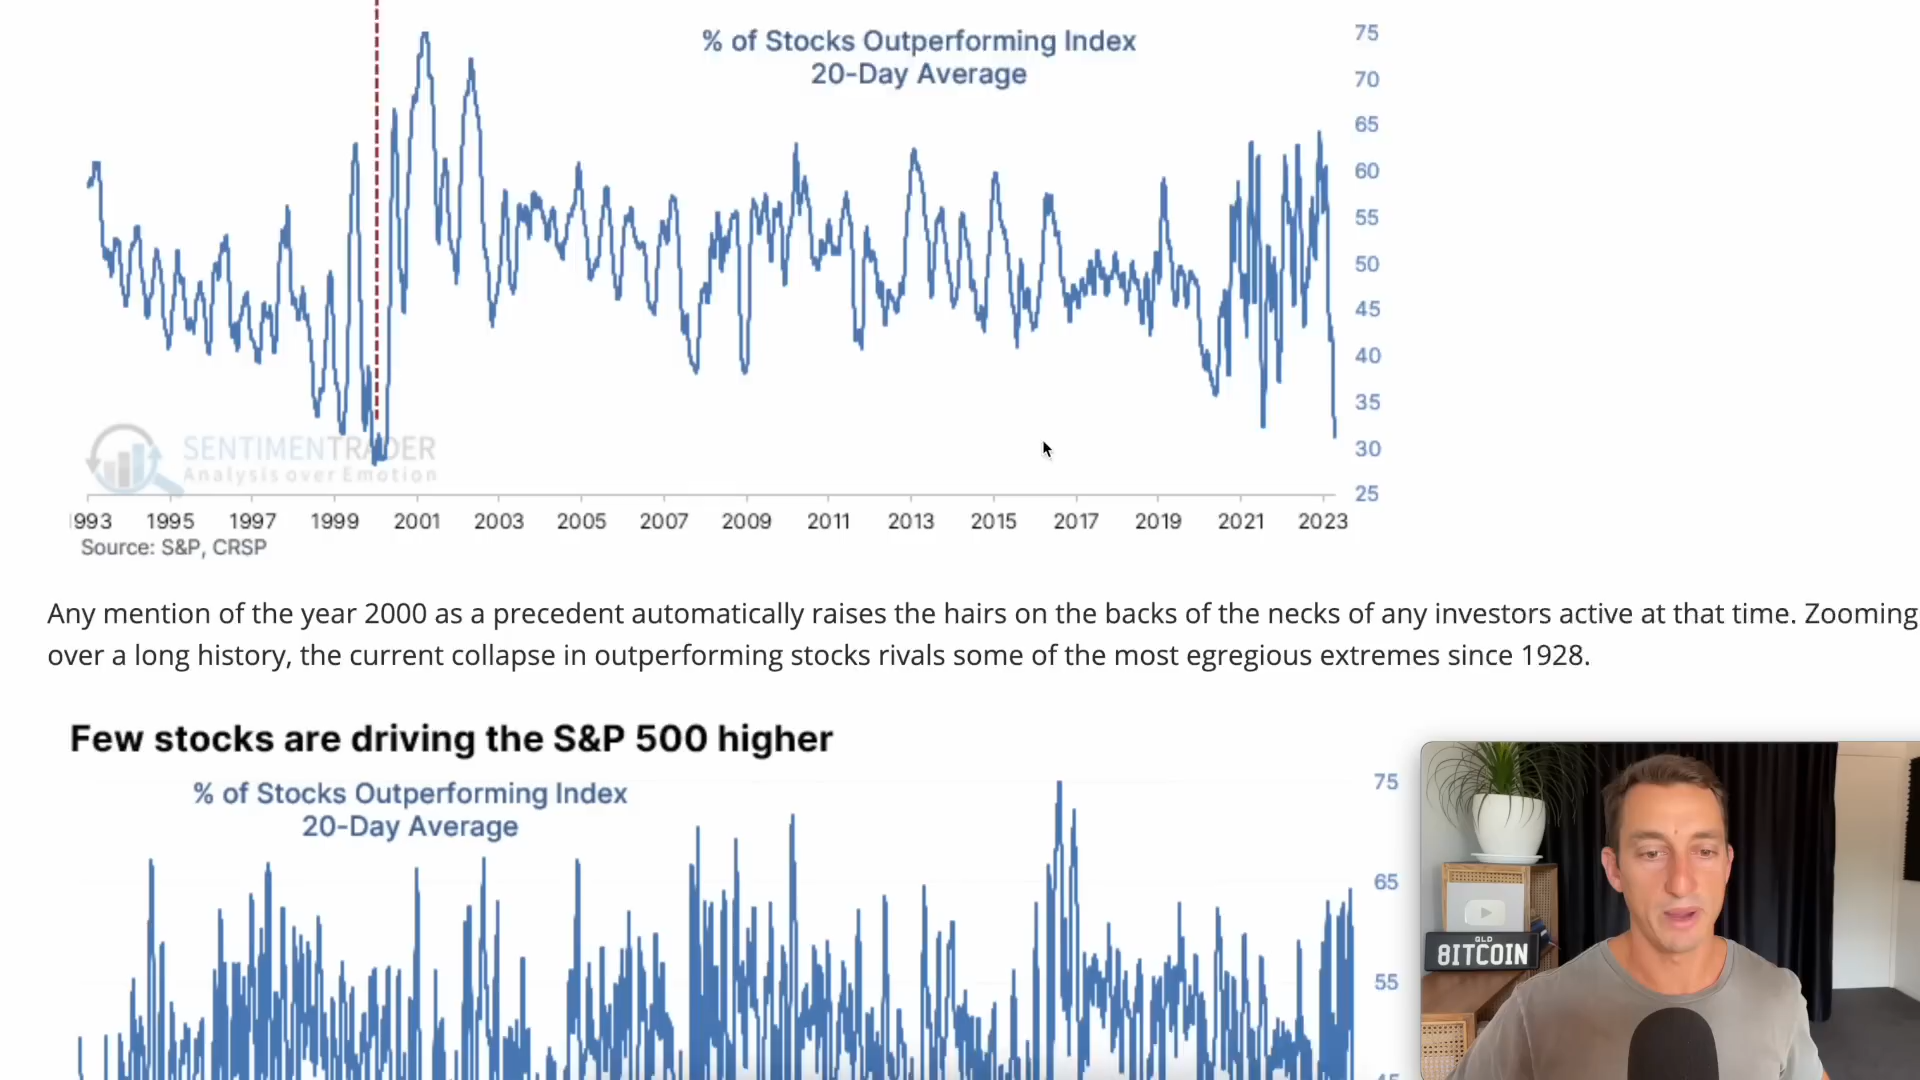 % of Stocks Outperforming Index
20-Day Average
75
70
65
60
55
50
45
40
35
30
25
SENTIMENTRADER
Analysis over Emotion
1993 1995 1997 1999 2001 2003 2005 2007 2009 2011 2013 2015 2017 2019 2021 2023
Source: S&P, CRSP
Any mention of the year 2000 as a precedent automatically raises the hairs on the backs of the necks of any investors active at that time. Zooming
over a long history, the current collapse in outperforming stocks rivals some of the most egregious extremes since 1928.
Few stocks are driving the S&P 500 higher
% of Stocks Outperforming Index
20-Day Average
75
65
55
45
QLD
8ITCOIN